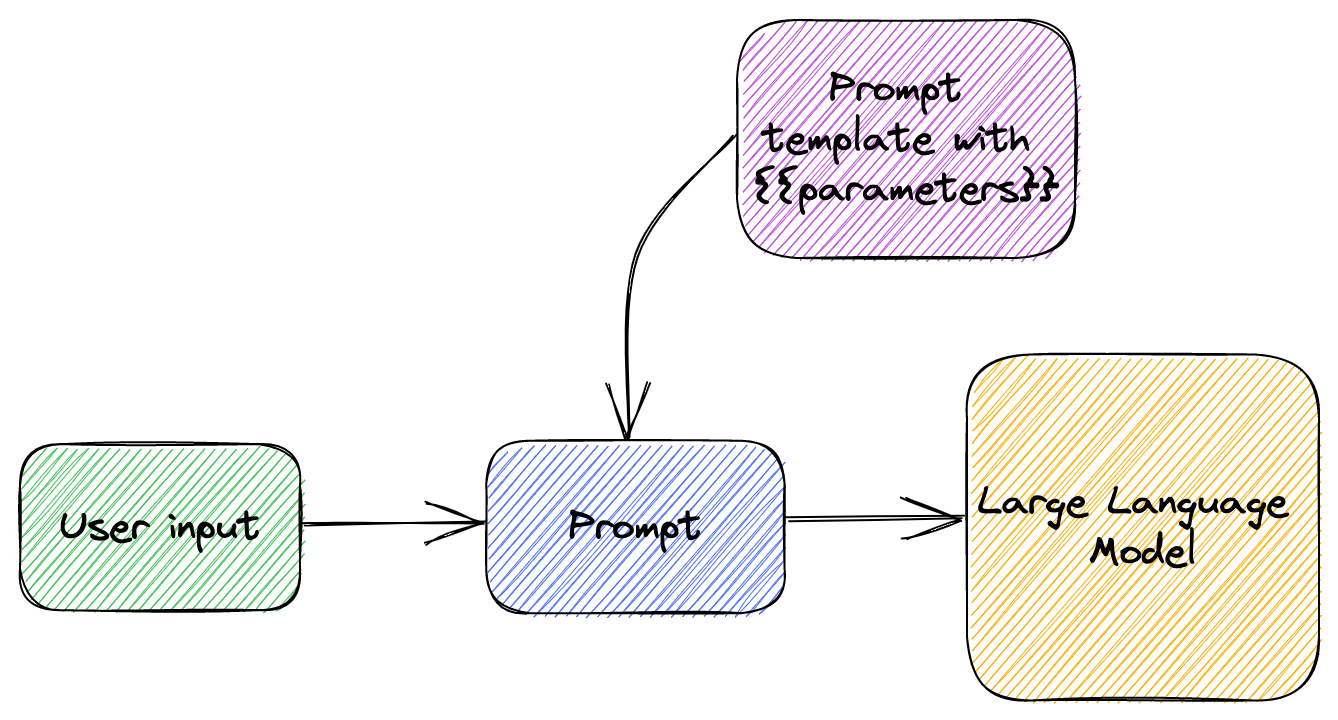 Prompt
template with
{{parameters}}
User input
Prompt
Large Language
Model